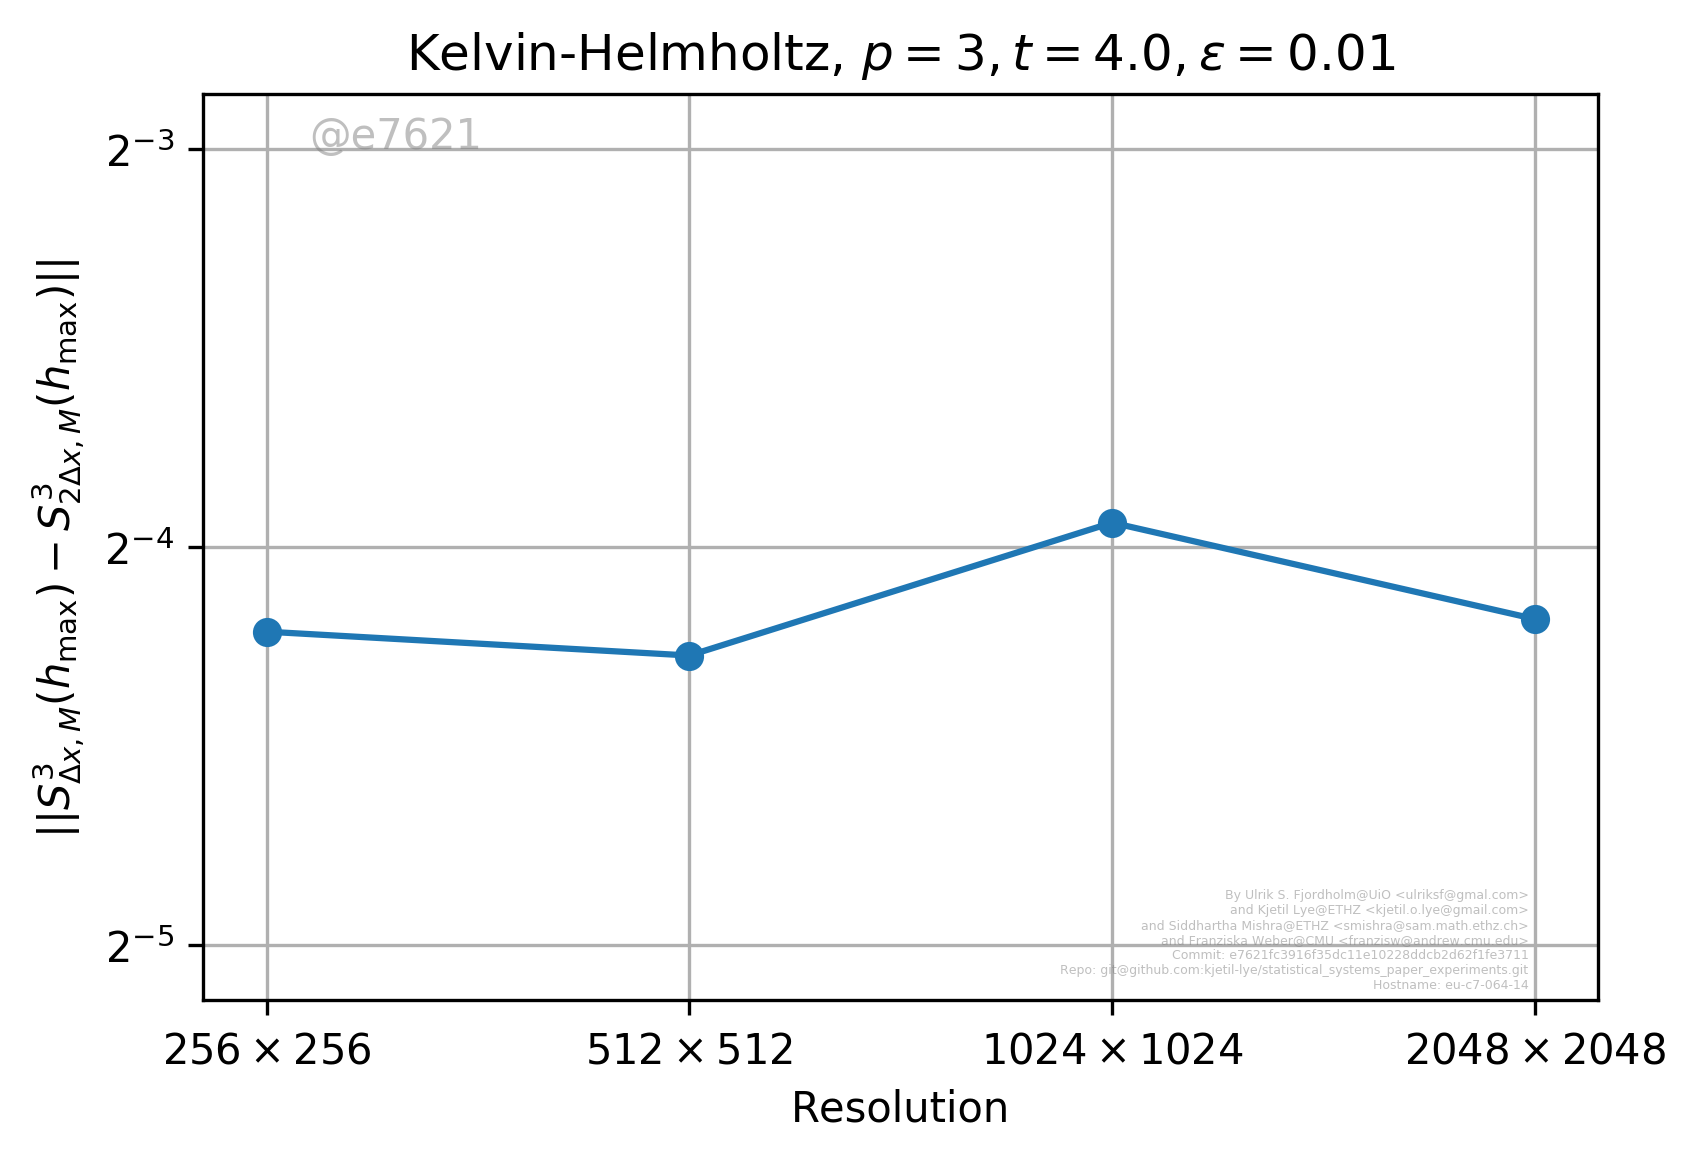 Kelvin-Helmholtz, p = 3, t = 4.0, ε = 0.01
@e7621
2⁻³
2⁻⁴
2⁻⁵
||S³_{Δx, M}(h_max) − S³_{2Δx, M}(h_max)||
By Ulrik S. Fjordholm@UiO <ulriksf@gmal.com>
and Kjetil Lye@ETHZ <kjetil.o.lye@gmail.com>
and Siddhartha Mishra@ETHZ <smishra@sam.math.ethz.ch>
and Franziska Weber@CMU <franzisw@andrew.cmu.edu>
Commit: e7621fc3916f35dc11e10228ddcb2d62f1fe3711
Repo: git@github.com:kjetil-lye/statistical_systems_paper_experiments.git
Hostname: eu-c7-064-14
256 × 256
512 × 512
1024 × 1024
2048 × 2048
Resolution